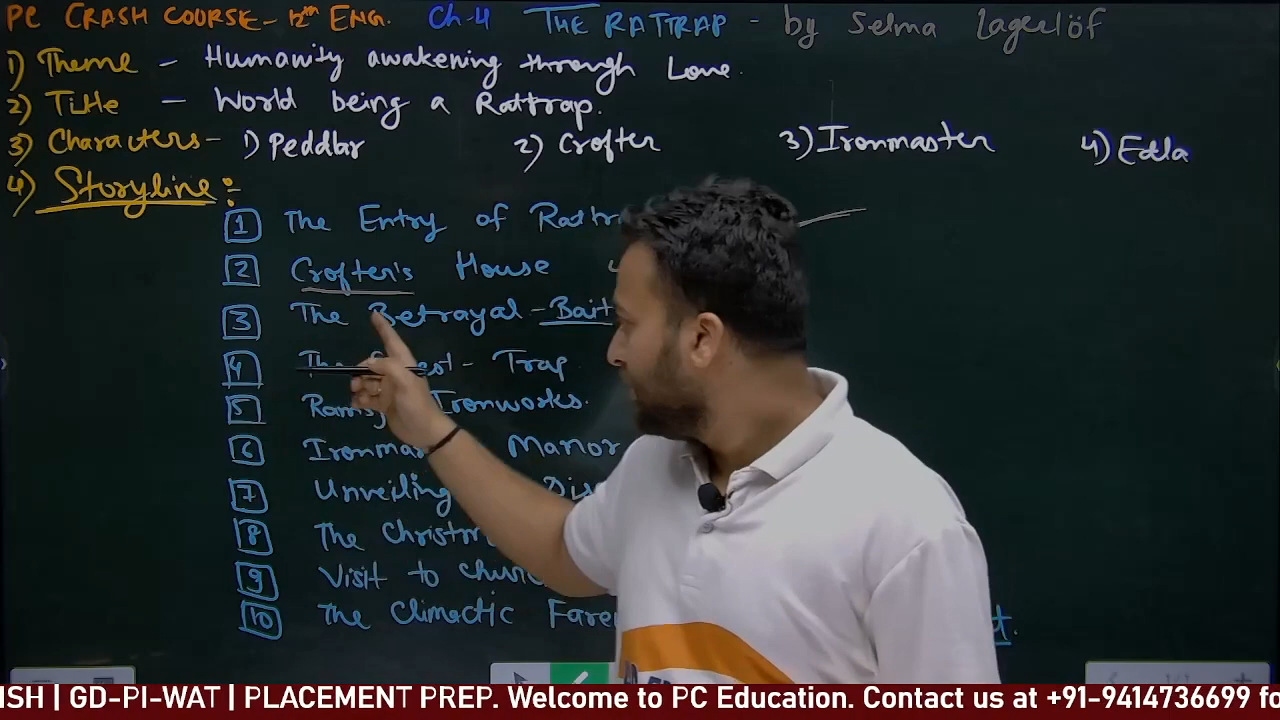 PC CRASH COURSE - 12th ENG. Ch-4 THE RATTRAP - by Selma Lagerlöf
1) Theme - Humanity awakening through Love.
2) Title - World being a Rattrap.
3) Characters - 1) Peddlar 2) Crofter 3) Ironmaster 4) Edla
4) Storyline :-
1 The Entry of
2 Crofter's House
3 The Betrayal - Bait
4 Trap
5 Ironworks.
6 Manor
7 Unveiling
8 The
9 Visit to
10 The Climactic
ISH | GD-PI-WAT | PLACEMENT PREP. Welcome to PC Education. Contact us at +91-9414736699 fo